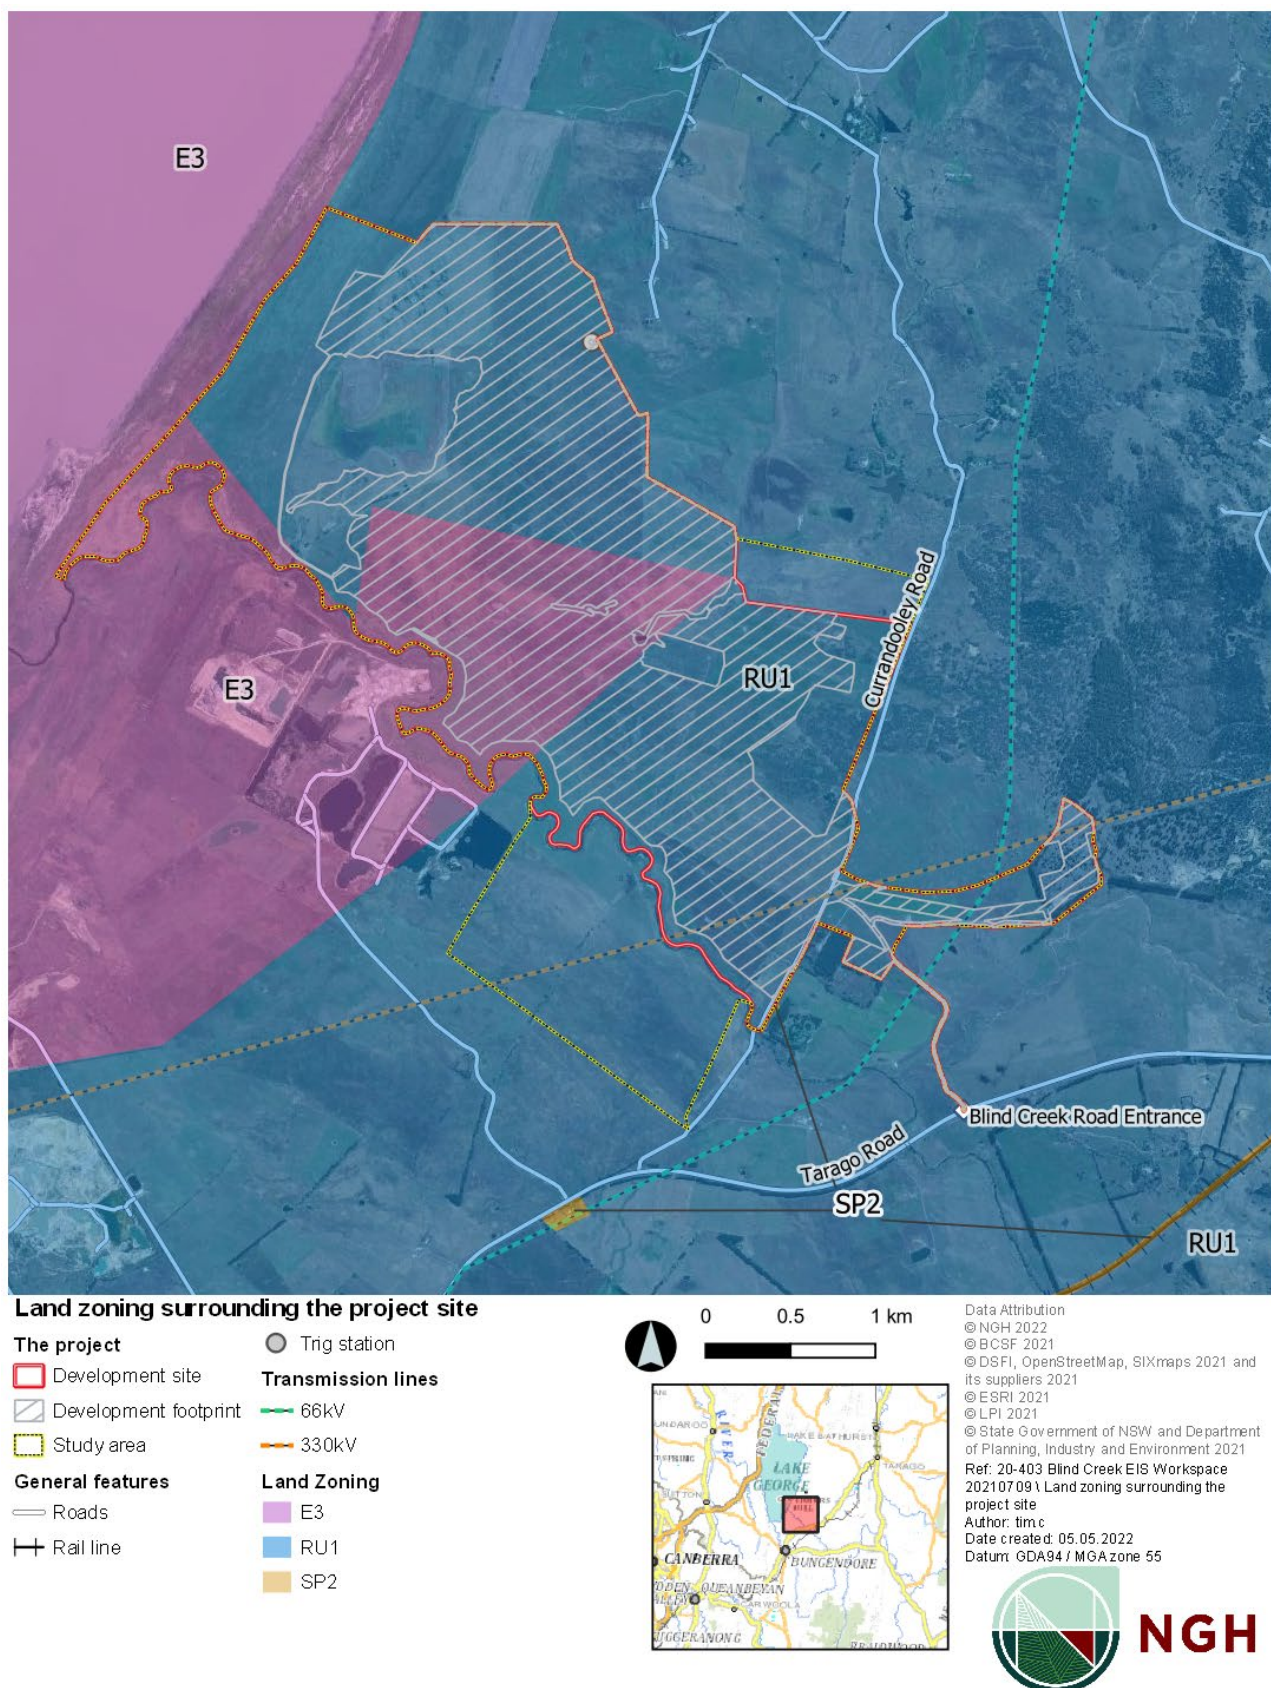 E3
E3
RU1
Currandooley Road
Blind Creek Road Entrance
Tarago Road
SP2
RU1
Land zoning surrounding the project site
The project
Development site
Development footprint
Study area
General features
Roads
Rail line
Trig station
Transmission lines
66kV
330kV
Land Zoning
E3
RU1
SP2
0 0.5 1 km
LAKE
GEORGE
RIVER
FEDERAL
TARAGO
SUTTON
CANBERRA
BUNGENDORE
QUEANBEYAN
CARWOOLA
Data Attribution
© NGH 2022
© BCSF 2021
© DSFI, OpenStreetMap, SIXmaps 2021 and
its suppliers 2021
© ESRI 2021
© LPI 2021
© State Government of NSW and Department
of Planning, Industry and Environment 2021
Ref: 20-403 Blind Creek EIS Workspace
20210709 \ Land zoning surrounding the
project site
Author: tim.c
Date created: 05.05.2022
Datum: GDA94 / MGA zone 55
NGH